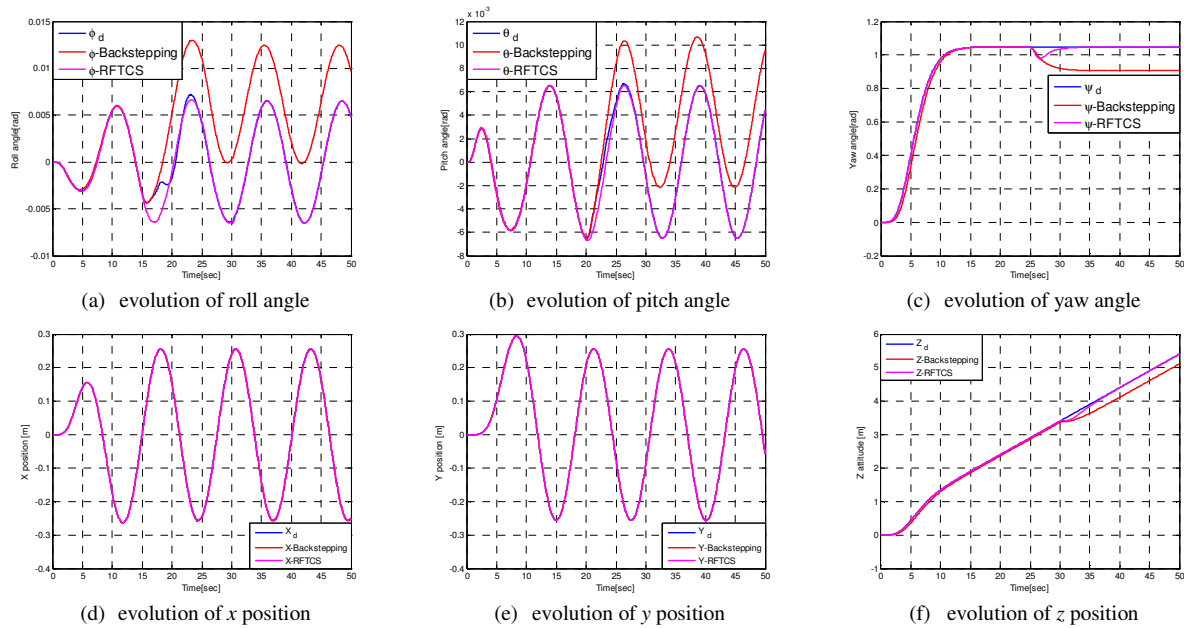 0.015
0.01
0.005
0
-0.005
-0.01
Roll angle[rad]
ϕ d
ϕ-Backstepping
ϕ-RFTCS
0 5 10 15 20 25 30 35 40 45 50
Time[sec]
(a) evolution of roll angle
x 10⁻³
12
10
8
6
4
2
0
-2
-4
-6
-8
Pitch angle[rad]
θ d
θ-Backstepping
θ-RFTCS
0 5 10 15 20 25 30 35 40 45 50
Time[sec]
(b) evolution of pitch angle
1.2
1.0
0.8
0.6
0.4
0.2
0
-0.2
Yaw angle[rad]
ψ d
ψ-Backstepping
ψ-RFTCS
0 5 10 15 20 25 30 35 40 45 50
Time[sec]
(c) evolution of yaw angle
0.3
0.2
0.1
0
-0.1
-0.2
-0.3
-0.4
X position [m]
X d
X-Backstepping
X-RFTCS
0 5 10 15 20 25 30 35 40 45 50
Time[sec]
(d) evolution of x position
0.3
0.2
0.1
0
-0.1
-0.2
-0.3
-0.4
Y position [m]
Y d
Y-Backstepping
Y-RFTCS
0 5 10 15 20 25 30 35 40 45 50
Time[sec]
(e) evolution of y position
6
5
4
3
2
1
0
-1
Z attitude [m]
Z d
Z-Backstepping
Z-RFTCS
0 5 10 15 20 25 30 35 40 45 50
Time[sec]
(f) evolution of z position